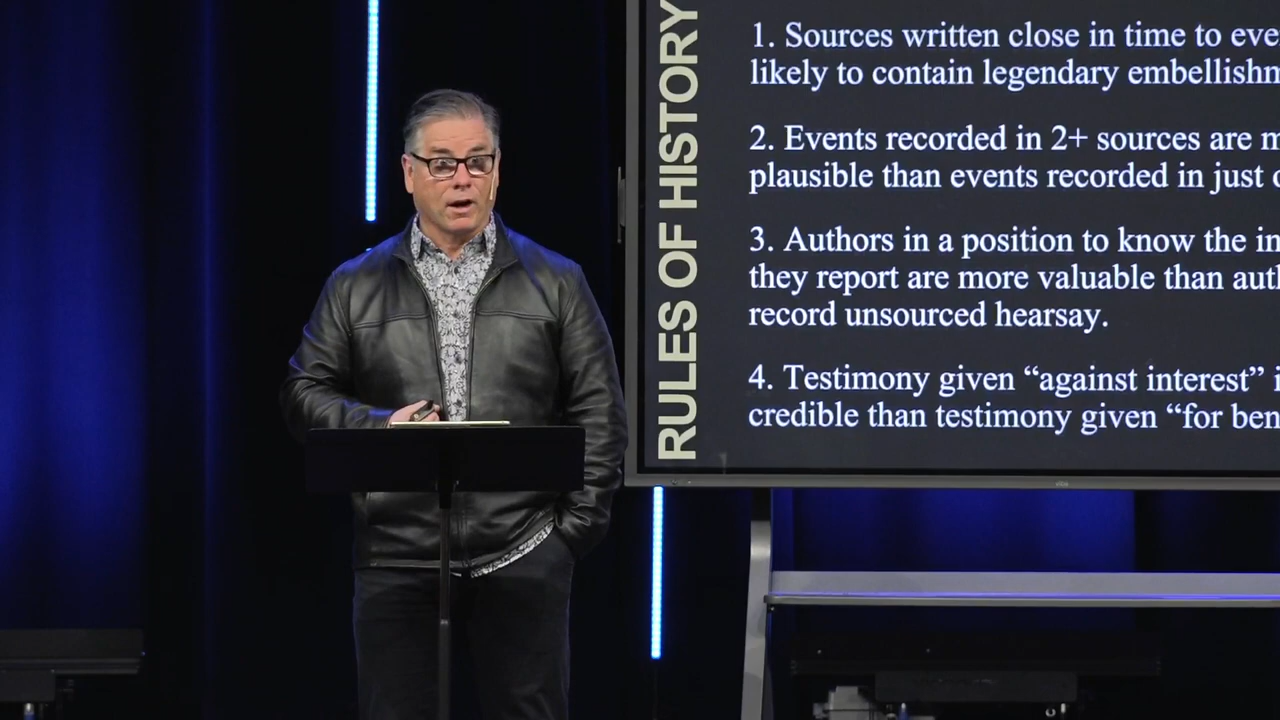 RULES OF HISTORY
1. Sources written close in time to eve
likely to contain legendary embellishm
2. Events recorded in 2+ sources are m
plausible than events recorded in just o
3. Authors in a position to know the in
they report are more valuable than aut
record unsourced hearsay.
4. Testimony given “against interest” i
credible than testimony given “for ben